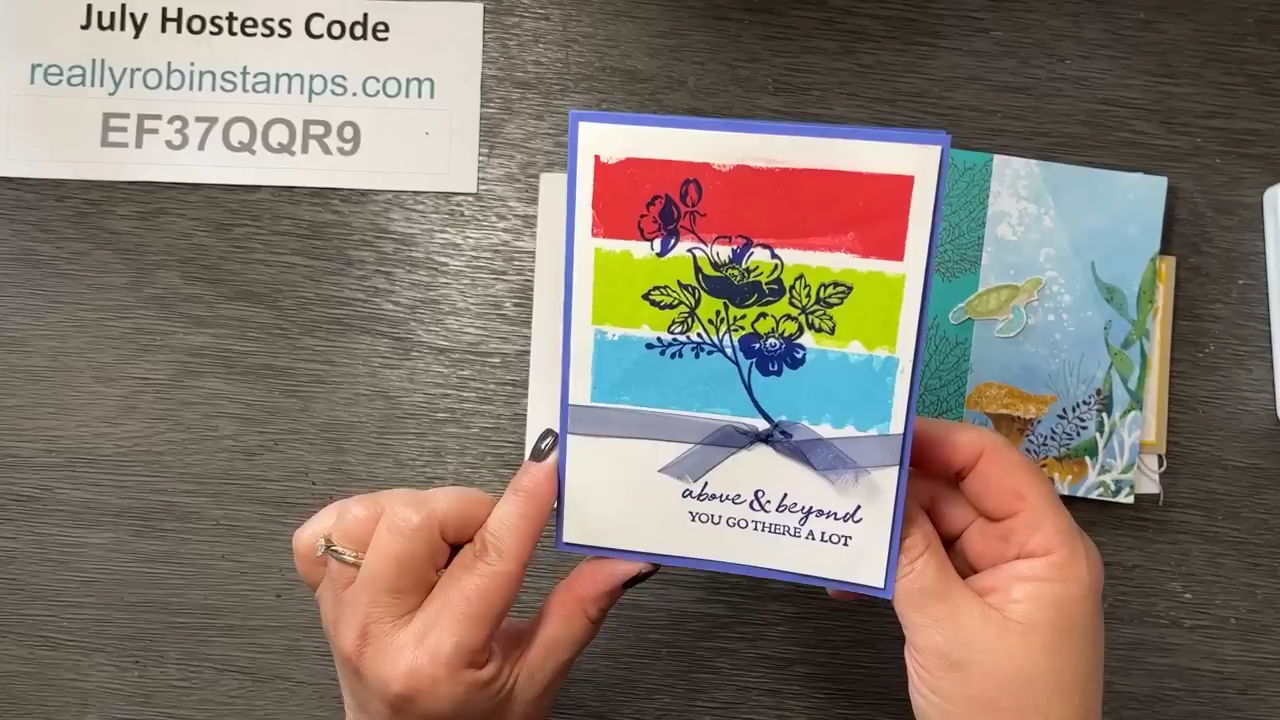 July Hostess Code
reallyrobinstamps.com
EF37QQR9
above & beyond
YOU GO THERE A LOT